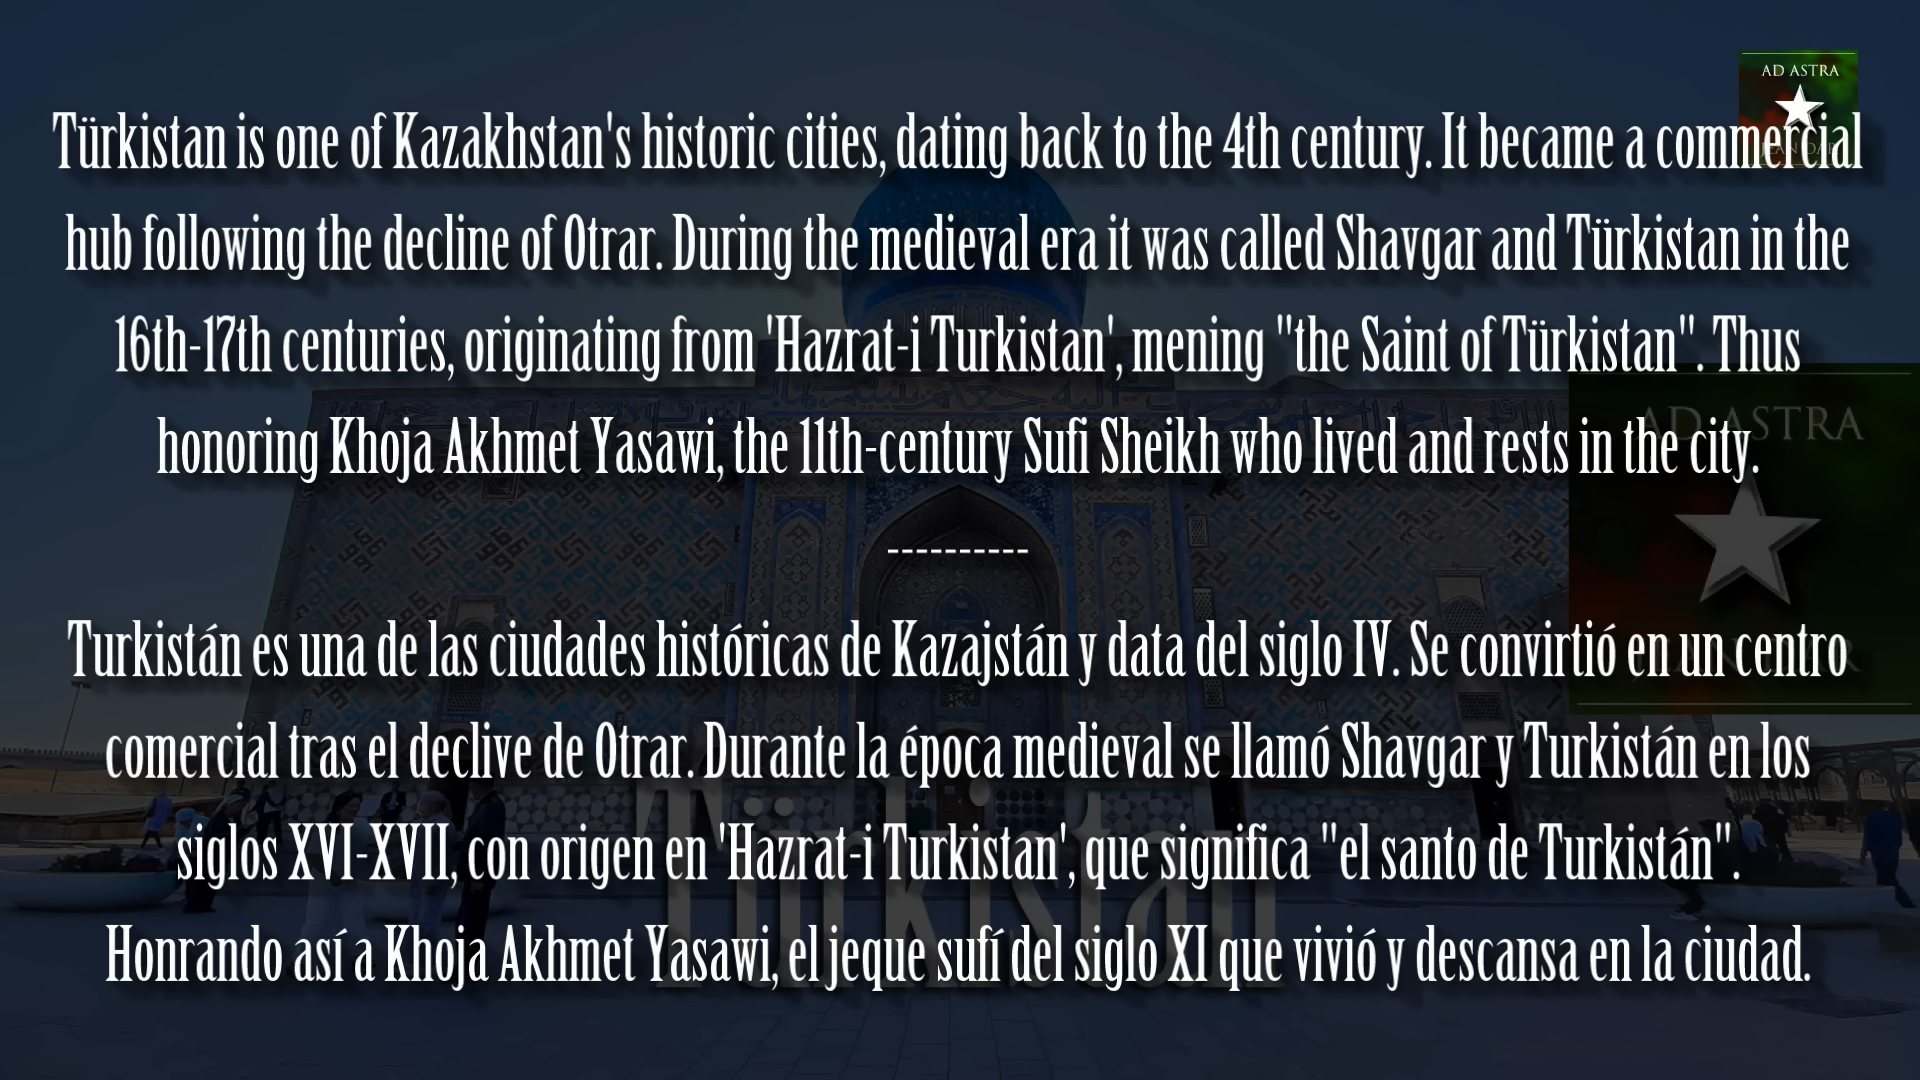 AD ASTRA
Türkistan is one of Kazakhstan's historic cities, dating back to the 4th century. It became a commercial
hub following the decline of Otrar. During the medieval era it was called Shavgar and Türkistan in the
16th-17th centuries, originating from 'Hazrat-i Turkistan', mening "the Saint of Türkistan". Thus
honoring Khoja Akhmet Yasawi, the 11th-century Sufi Sheikh who lived and rests in the city.
AD ASTRA
----------
Turkistán es una de las ciudades históricas de Kazajstán y data del siglo IV. Se convirtió en un centro
comercial tras el declive de Otrar. Durante la época medieval se llamó Shavgar y Turkistán en los
siglos XVI-XVII, con origen en 'Hazrat-i Turkistan', que significa "el santo de Turkistán".
Honrando así a Khoja Akhmet Yasawi, el jeque sufí del siglo XI que vivió y descansa en la ciudad.
Türkistan